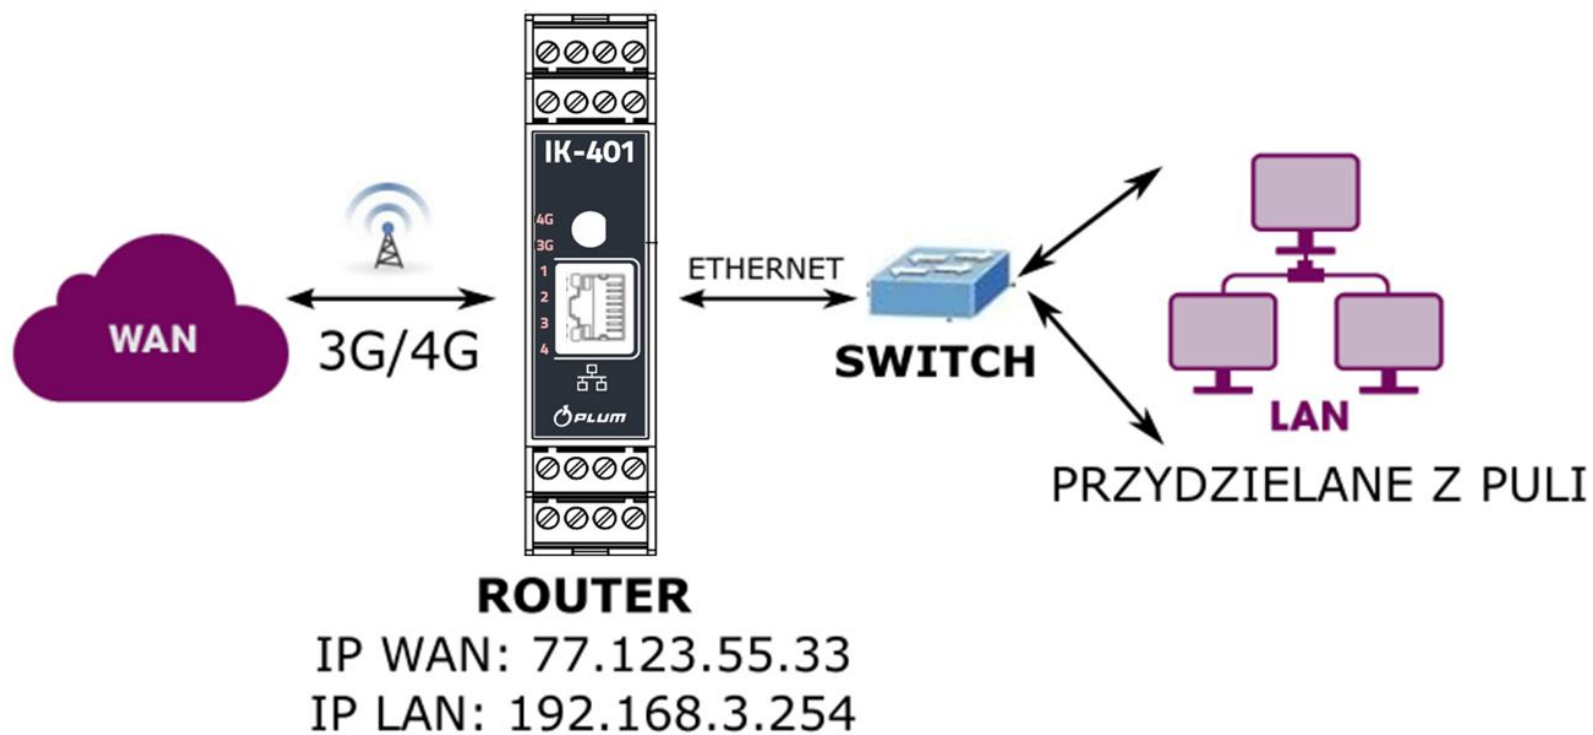 IK-401
4G
3G
1
2
3
4
PLUM
WAN
3G/4G
ETHERNET
SWITCH
LAN
PRZYDZIELANE Z PULI
ROUTER
IP WAN: 77.123.55.33
IP LAN: 192.168.3.254